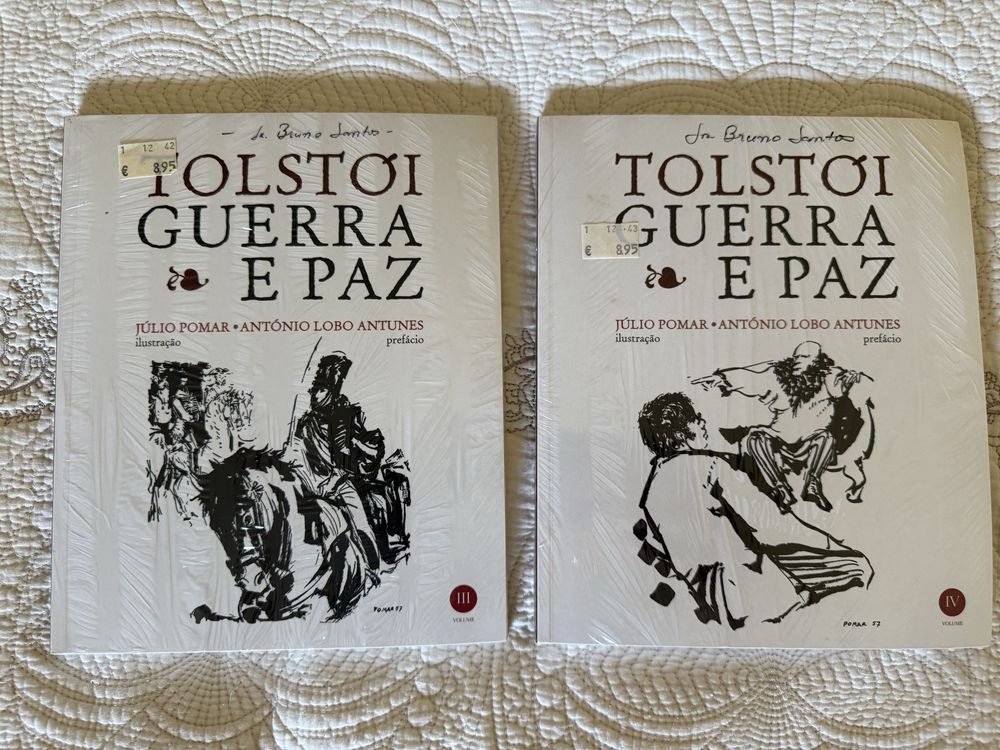 - Sr. Bruno Santos -
1 12 42
€ 8.95
TOLSTOI
GUERRA
E PAZ
JÚLIO POMAR • ANTÓNIO LOBO ANTUNES
ilustração prefácio
POMAR 57
III
VOLUME
Sr. Bruno Santos
TOLSTOI
1 12 43
€ 8.95
GUERRA
E PAZ
JÚLIO POMAR • ANTÓNIO LOBO ANTUNES
ilustração prefácio
POMAR 57
IV
VOLUME